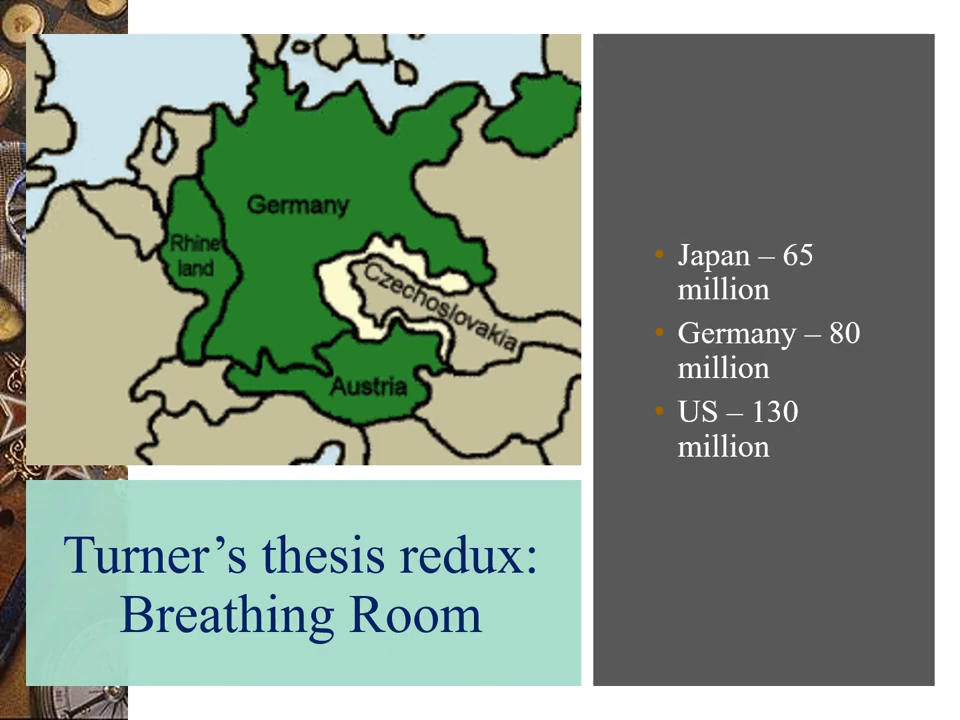 Germany
Rhine
land
Czechoslovakia
Austria
• Japan – 65
million
• Germany – 80
million
• US – 130
million
Turner’s thesis redux:
Breathing Room